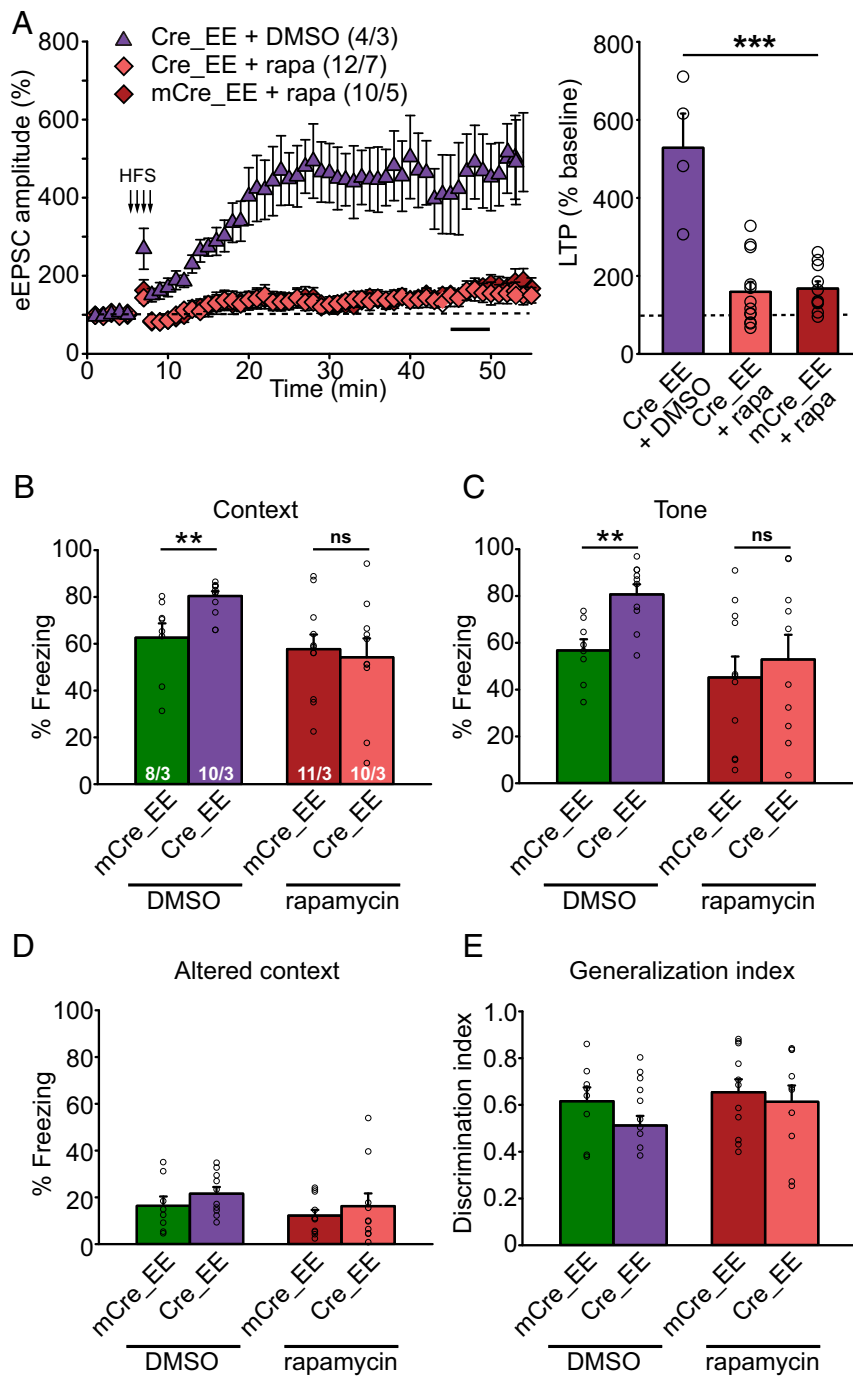 A
Cre_EE + DMSO (4/3)
Cre_EE + rapa (12/7)
mCre_EE + rapa (10/5)
eEPSC amplitude (%)
800
600
400
200
0
HFS
0 10 20 30 40 50
Time (min)
***
LTP (% baseline)
800
600
400
200
0
Cre_EE
+ DMSO
Cre_EE
+ rapa
mCre_EE
+ rapa
B
Context
** ns
% Freezing
100
80
60
40
20
0
8/3 10/3 11/3 10/3
mCre_EE Cre_EE mCre_EE Cre_EE
DMSO rapamycin
C
Tone
** ns
% Freezing
100
80
60
40
20
0
mCre_EE Cre_EE mCre_EE Cre_EE
DMSO rapamycin
D
Altered context
% Freezing
100
80
60
40
20
0
mCre_EE Cre_EE mCre_EE Cre_EE
DMSO rapamycin
E
Generalization index
Discrimination index
1.0
0.8
0.6
0.4
0.2
0
mCre_EE Cre_EE mCre_EE Cre_EE
DMSO rapamycin